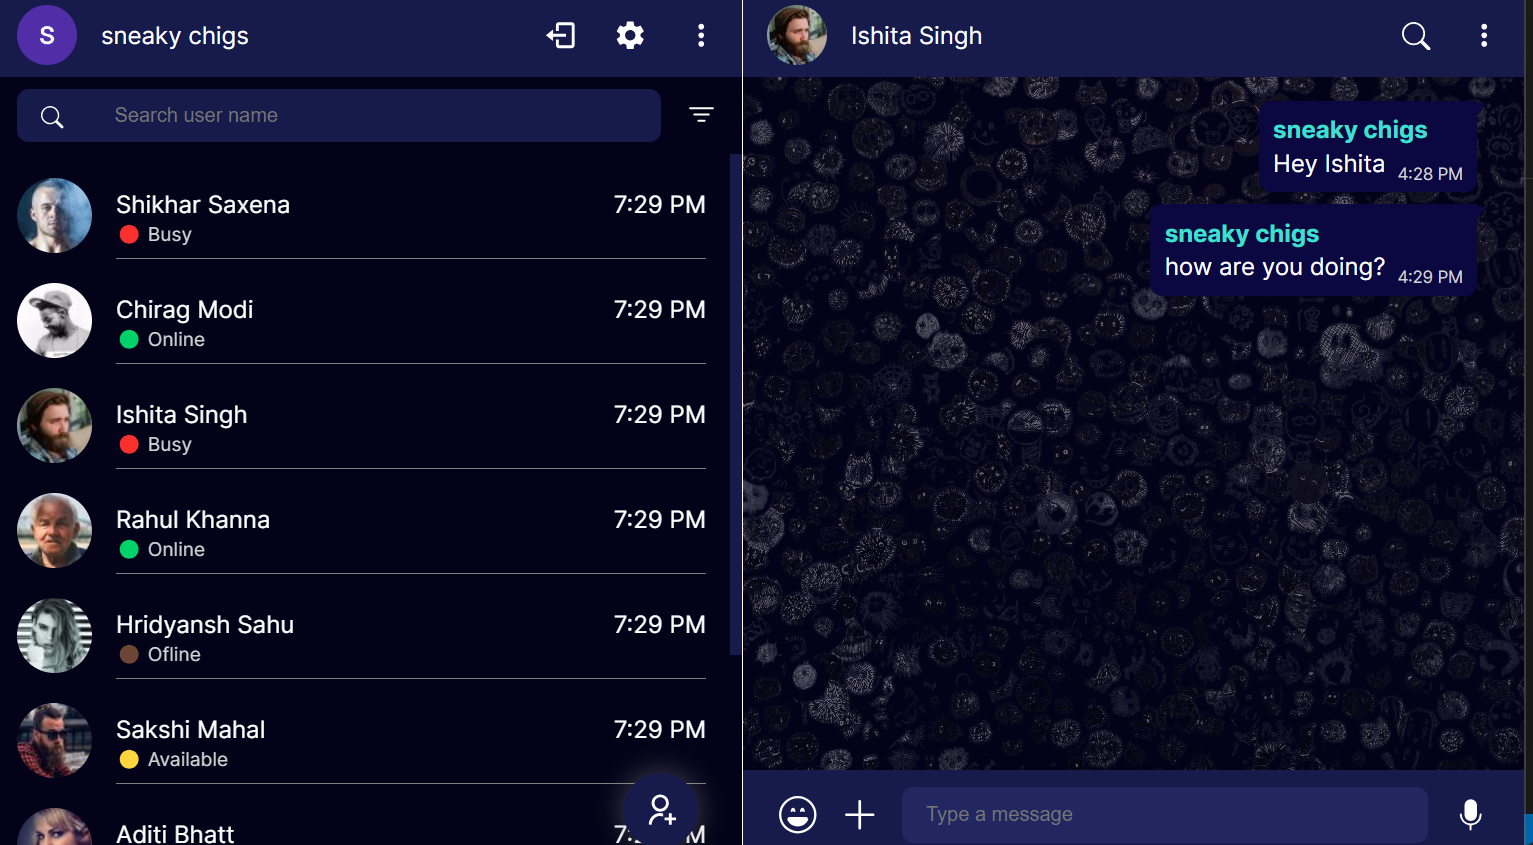 S
sneaky chigs
Search user name
Shikhar Saxena
7:29 PM
Busy
Chirag Modi
7:29 PM
Online
Ishita Singh
7:29 PM
Busy
Rahul Khanna
7:29 PM
Online
Hridyansh Sahu
7:29 PM
Ofline
Sakshi Mahal
7:29 PM
Available
Aditi Bhatt
Ishita Singh
sneaky chigs
Hey Ishita 4:28 PM
sneaky chigs
how are you doing? 4:29 PM
Type a message